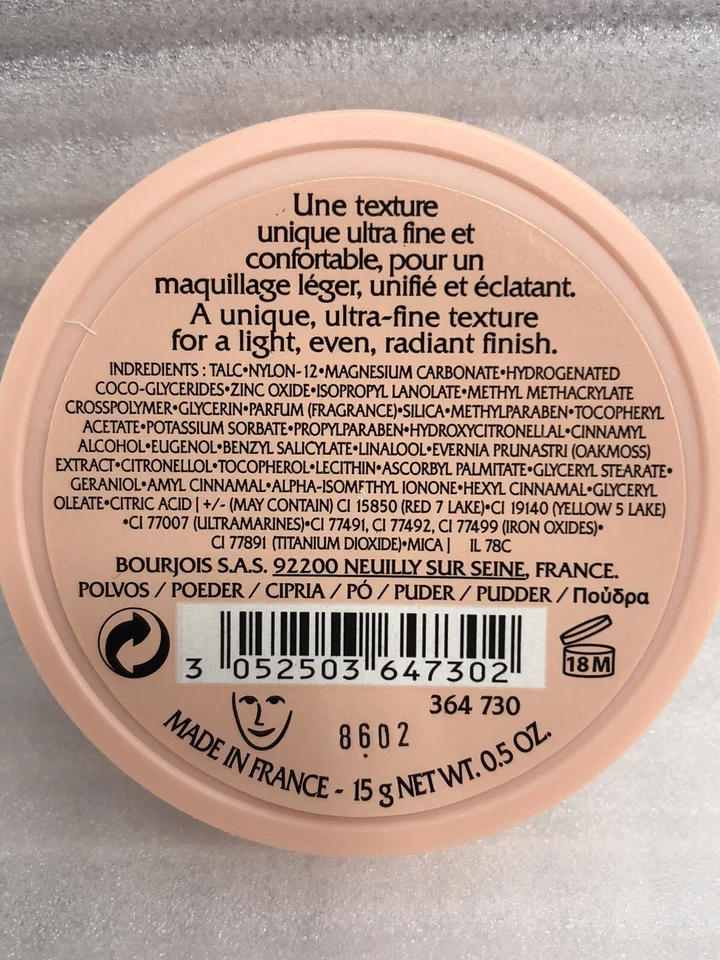 Une texture
unique ultra fine et
confortable, pour un
maquillage léger, unifié et éclatant.
A unique, ultra-fine texture
for a light, even, radiant finish.
INDREDIENTS : TALC•NYLON-12•MAGNESIUM CARBONATE•HYDROGENATED
COCO-GLYCERIDES•ZINC OXIDE•ISOPROPYL LANOLATE•METHYL METHACRYLATE
CROSSPOLYMER•GLYCERIN•PARFUM (FRAGRANCE)•SILICA•METHYLPARABEN•TOCOPHERYL
ACETATE•POTASSIUM SORBATE•PROPYLPARABEN•HYDROXYCITRONELLAL•CINNAMYL
ALCOHOL•EUGENOL•BENZYL SALICYLATE•LINALOOL•EVERNIA PRUNASTRI (OAKMOSS)
EXTRACT•CITRONELLOL•TOCOPHEROL•LECITHIN•ASCORBYL PALMITATE•GLYCERYL STEARATE•
GERANIOL•AMYL CINNAMAL•ALPHA-ISOMETHYL IONONE•HEXYL CINNAMAL•GLYCERYL
OLEATE•CITRIC ACID | +/- (MAY CONTAIN) CI 15850 (RED 7 LAKE)•CI 19140 (YELLOW 5 LAKE)
•CI 77007 (ULTRAMARINES)•CI 77491, CI 77492, CI 77499 (IRON OXIDES)•
CI 77891 (TITANIUM DIOXIDE)•MICA | IL 78C
BOURJOIS S.A.S. 92200 NEUILLY SUR SEINE, FRANCE.
POLVOS / POEDER / CIPRIA / PÓ / PUDER / PUDDER / Πούδρα
3 052503 647302
18 M
364 730
8602
MADE IN FRANCE - 15 g NET WT. 0.5 OZ.